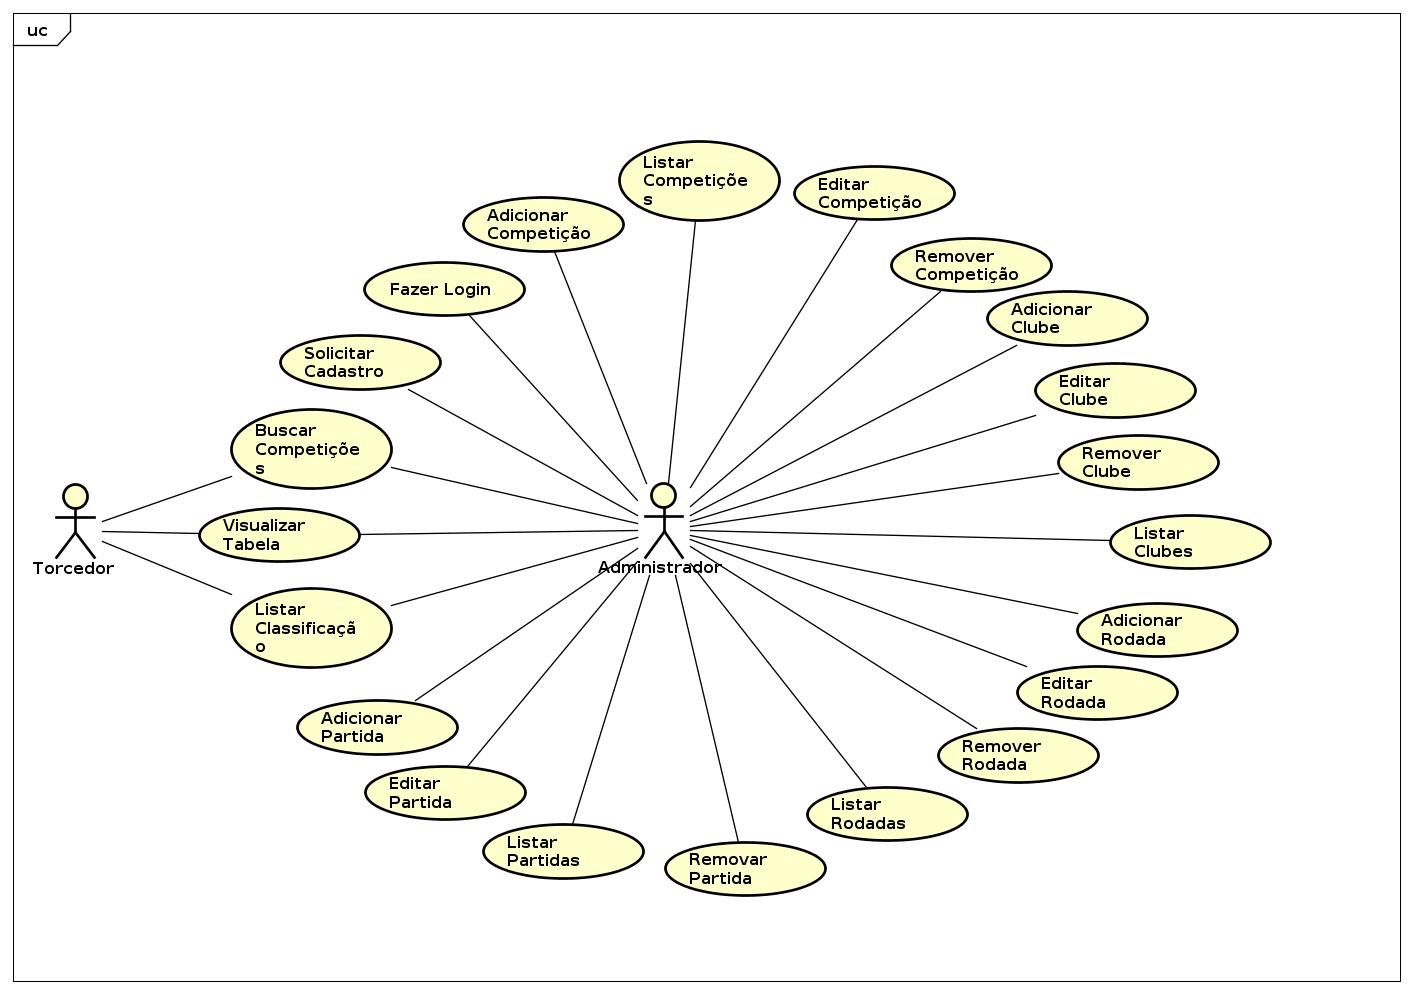 uc
Listar
Competiçõe
s
Editar
Competição
Adicionar
Competição
Remover
Competição
Fazer Login
Adicionar
Clube
Solicitar
Cadastro
Editar
Clube
Buscar
Competiçõe
s
Remover
Clube
Visualizar
Tabela
Listar
Clubes
Torcedor
Administrador
Listar
Classificaçã
o
Adicionar
Rodada
Editar
Rodada
Adicionar
Partida
Remover
Rodada
Editar
Partida
Listar
Rodadas
Listar
Partidas
Removar
Partida